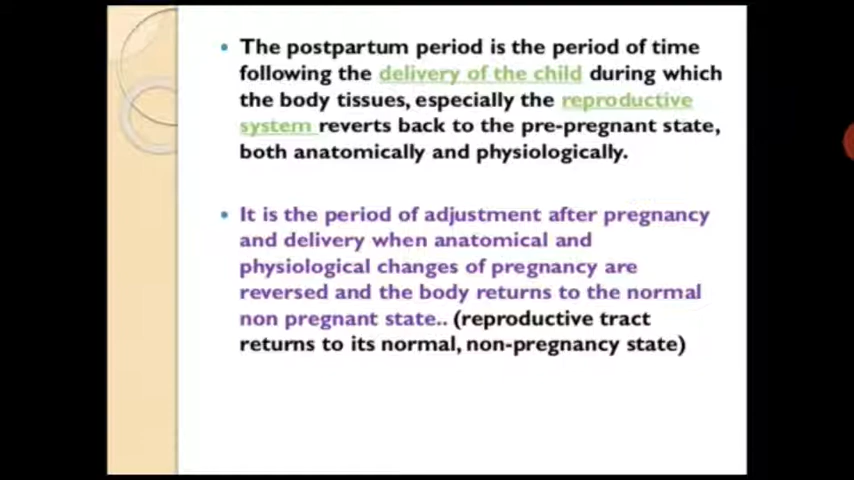 The postpartum period is the period of time
following the delivery of the child during which
the body tissues, especially the reproductive
system reverts back to the pre-pregnant state,
both anatomically and physiologically.
It is the period of adjustment after pregnancy
and delivery when anatomical and
physiological changes of pregnancy are
reversed and the body returns to the normal
non pregnant state.. (reproductive tract
returns to its normal, non-pregnancy state)